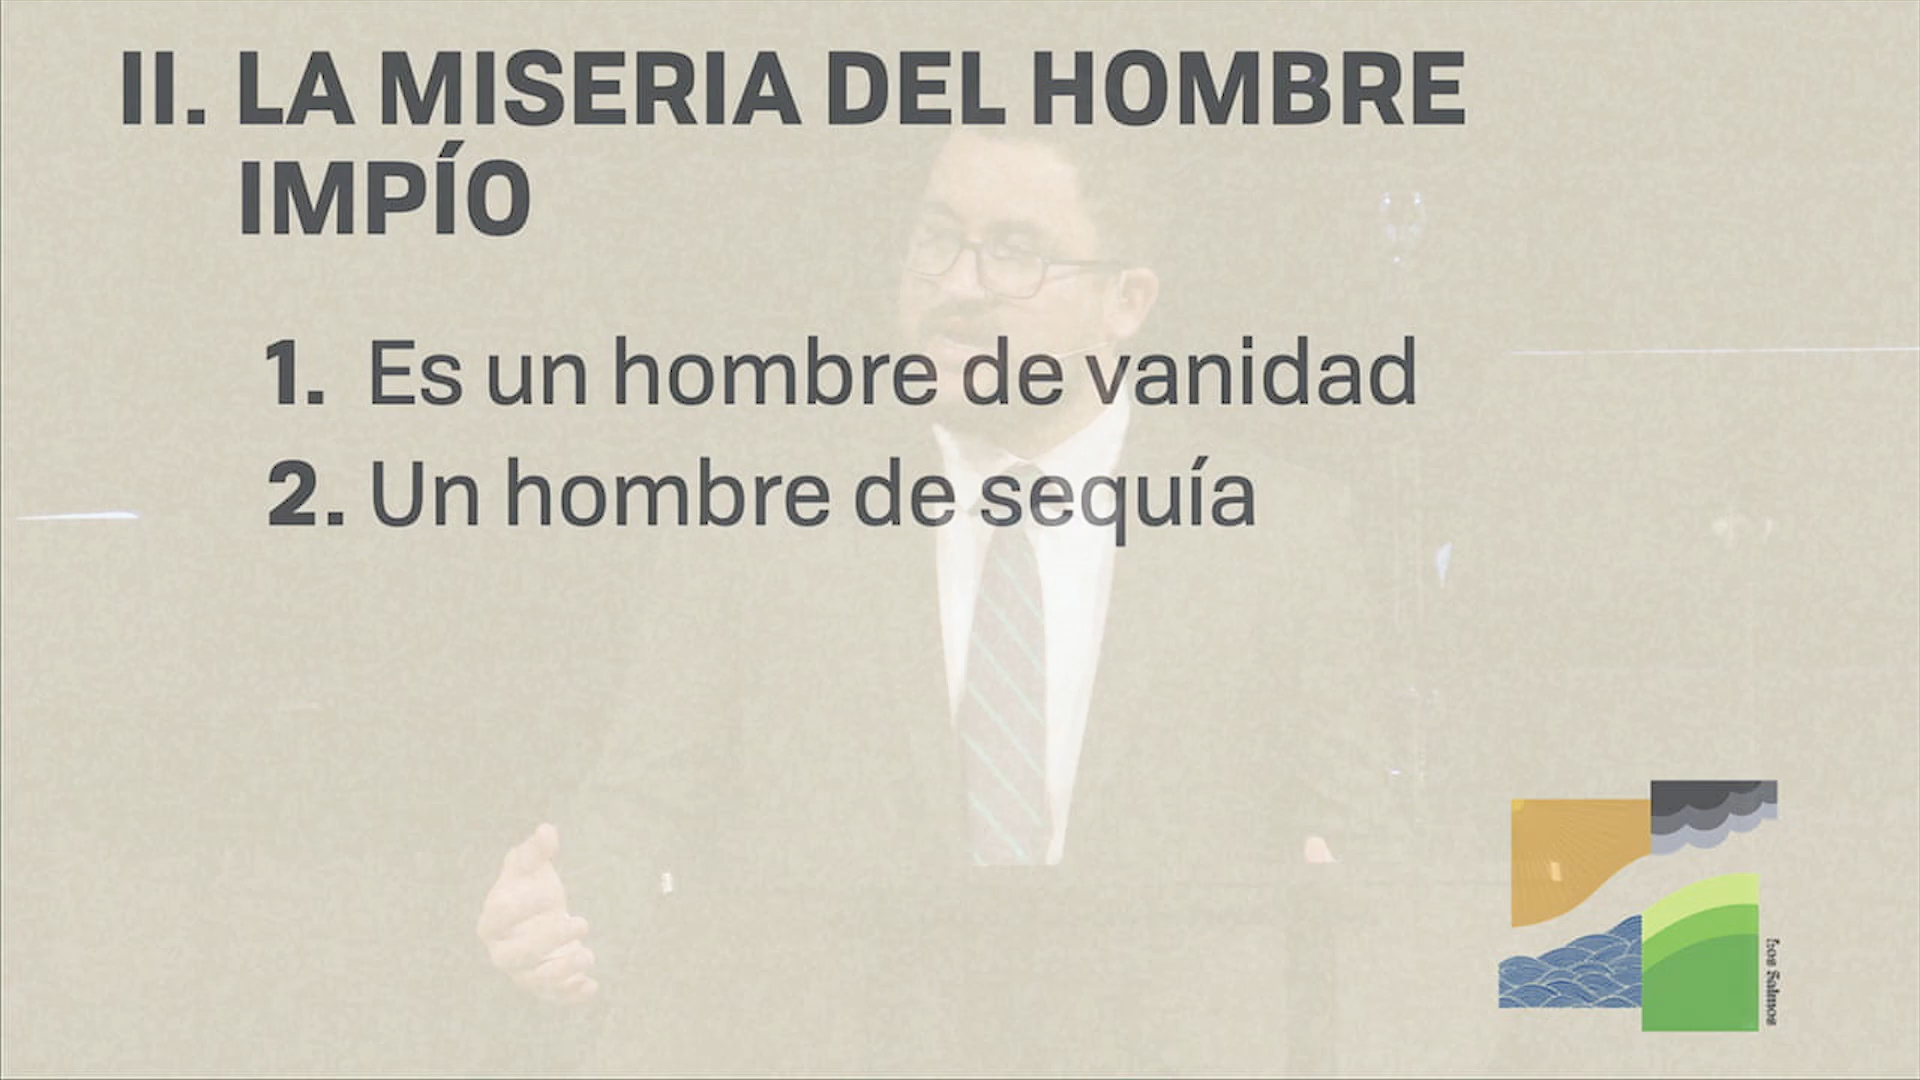 II. LA MISERIA DEL HOMBRE
IMPÍO
1. Es un hombre de vanidad
2. Un hombre de sequía
Los Salmos